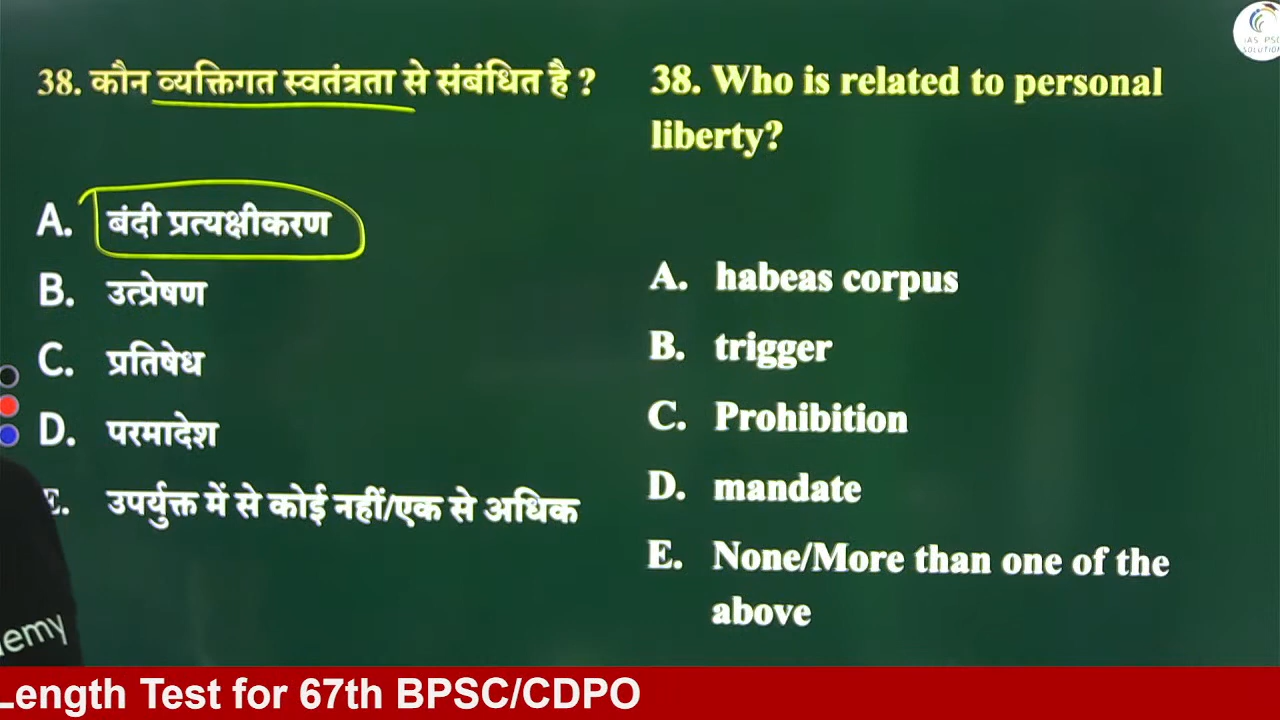 38. कौन व्यक्तिगत स्वतंत्रता से संबंधित है ?
A. बंदी प्रत्यक्षीकरण
B. उत्प्रेषण
C. प्रतिषेध
D. परमादेश
E. उपर्युक्त में से कोई नहीं/एक से अधिक
38. Who is related to personal
liberty?
A. habeas corpus
B. trigger
C. Prohibition
D. mandate
E. None/More than one of the
above
Length Test for 67th BPSC/CDPO